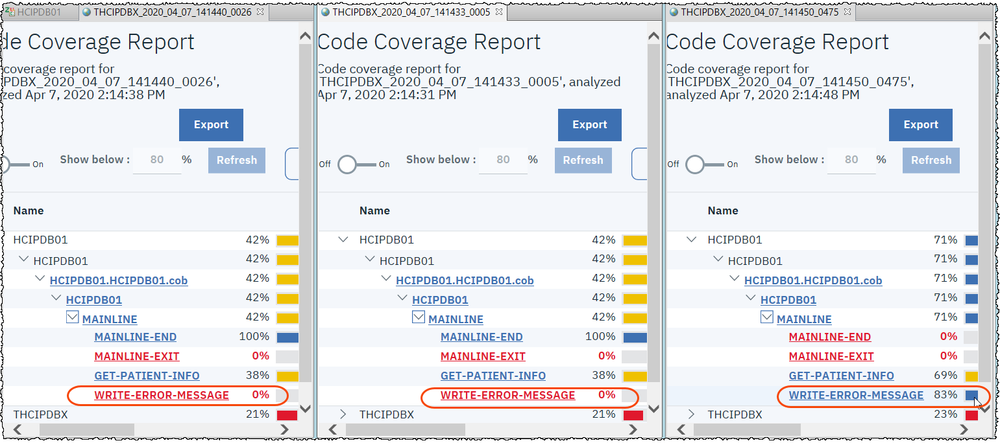 HCIPDB01
THCIPDBX_2020_04_07_141440_0026
de Coverage Report
coverage report for
PDBX_2020_04_07_141440_0026',
zed Apr 7, 2020 2:14:38 PM
Export
On
Show below :
80
%
Refresh
Name
HCIPDB01 42%
HCIPDB01 42%
HCIPDB01.HCIPDB01.cob 42%
HCIPDB01 42%
MAINLINE 42%
MAINLINE-END 100%
MAINLINE-EXIT 0%
GET-PATIENT-INFO 38%
WRITE-ERROR-MESSAGE 0%
THCIPDBX 21%
THCIPDBX_2020_04_07_141433_0005
Code Coverage Report
Code coverage report for
'THCIPDBX_2020_04_07_141433_0005', analyzed
Apr 7, 2020 2:14:31 PM
Export
Off
On
Show below :
80
%
Refresh
Name
HCIPDB01 42%
HCIPDB01 42%
HCIPDB01.HCIPDB01.cob 42%
HCIPDB01 42%
MAINLINE 42%
MAINLINE-END 100%
MAINLINE-EXIT 0%
GET-PATIENT-INFO 38%
WRITE-ERROR-MESSAGE 0%
THCIPDBX 21%
THCIPDBX_2020_04_07_141450_0475
Code Coverage Report
Code coverage report for
'THCIPDBX_2020_04_07_141450_0475',
analyzed Apr 7, 2020 2:14:48 PM
Export
Off
On
Show below :
80
%
Refresh
Name
HCIPDB01 71%
HCIPDB01 71%
HCIPDB01.HCIPDB01.cob 71%
HCIPDB01 71%
MAINLINE 71%
MAINLINE-END 0%
MAINLINE-EXIT 0%
GET-PATIENT-INFO 69%
WRITE-ERROR-MESSAGE 83%
THCIPDBX 23%